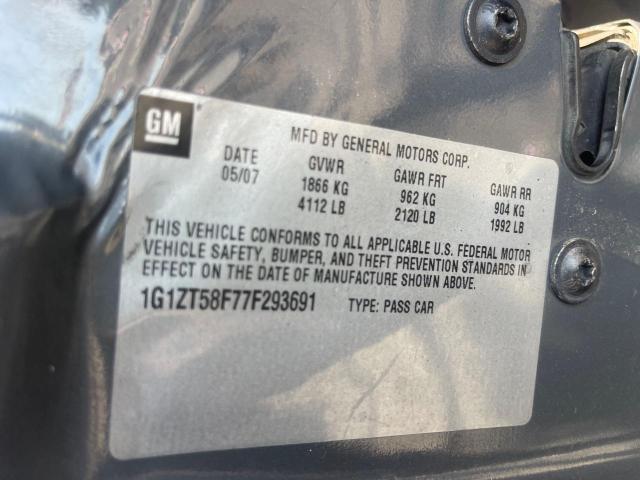 GM
MFD BY GENERAL MOTORS CORP.
DATE GVWR GAWR FRT GAWR RR
05/07 1866 KG 962 KG 904 KG
4112 LB 2120 LB 1992 LB
THIS VEHICLE CONFORMS TO ALL APPLICABLE U.S. FEDERAL MOTOR
VEHICLE SAFETY, BUMPER, AND THEFT PREVENTION STANDARDS IN
EFFECT ON THE DATE OF MANUFACTURE SHOWN ABOVE.
1G1ZT58F77F293691 TYPE: PASS CAR